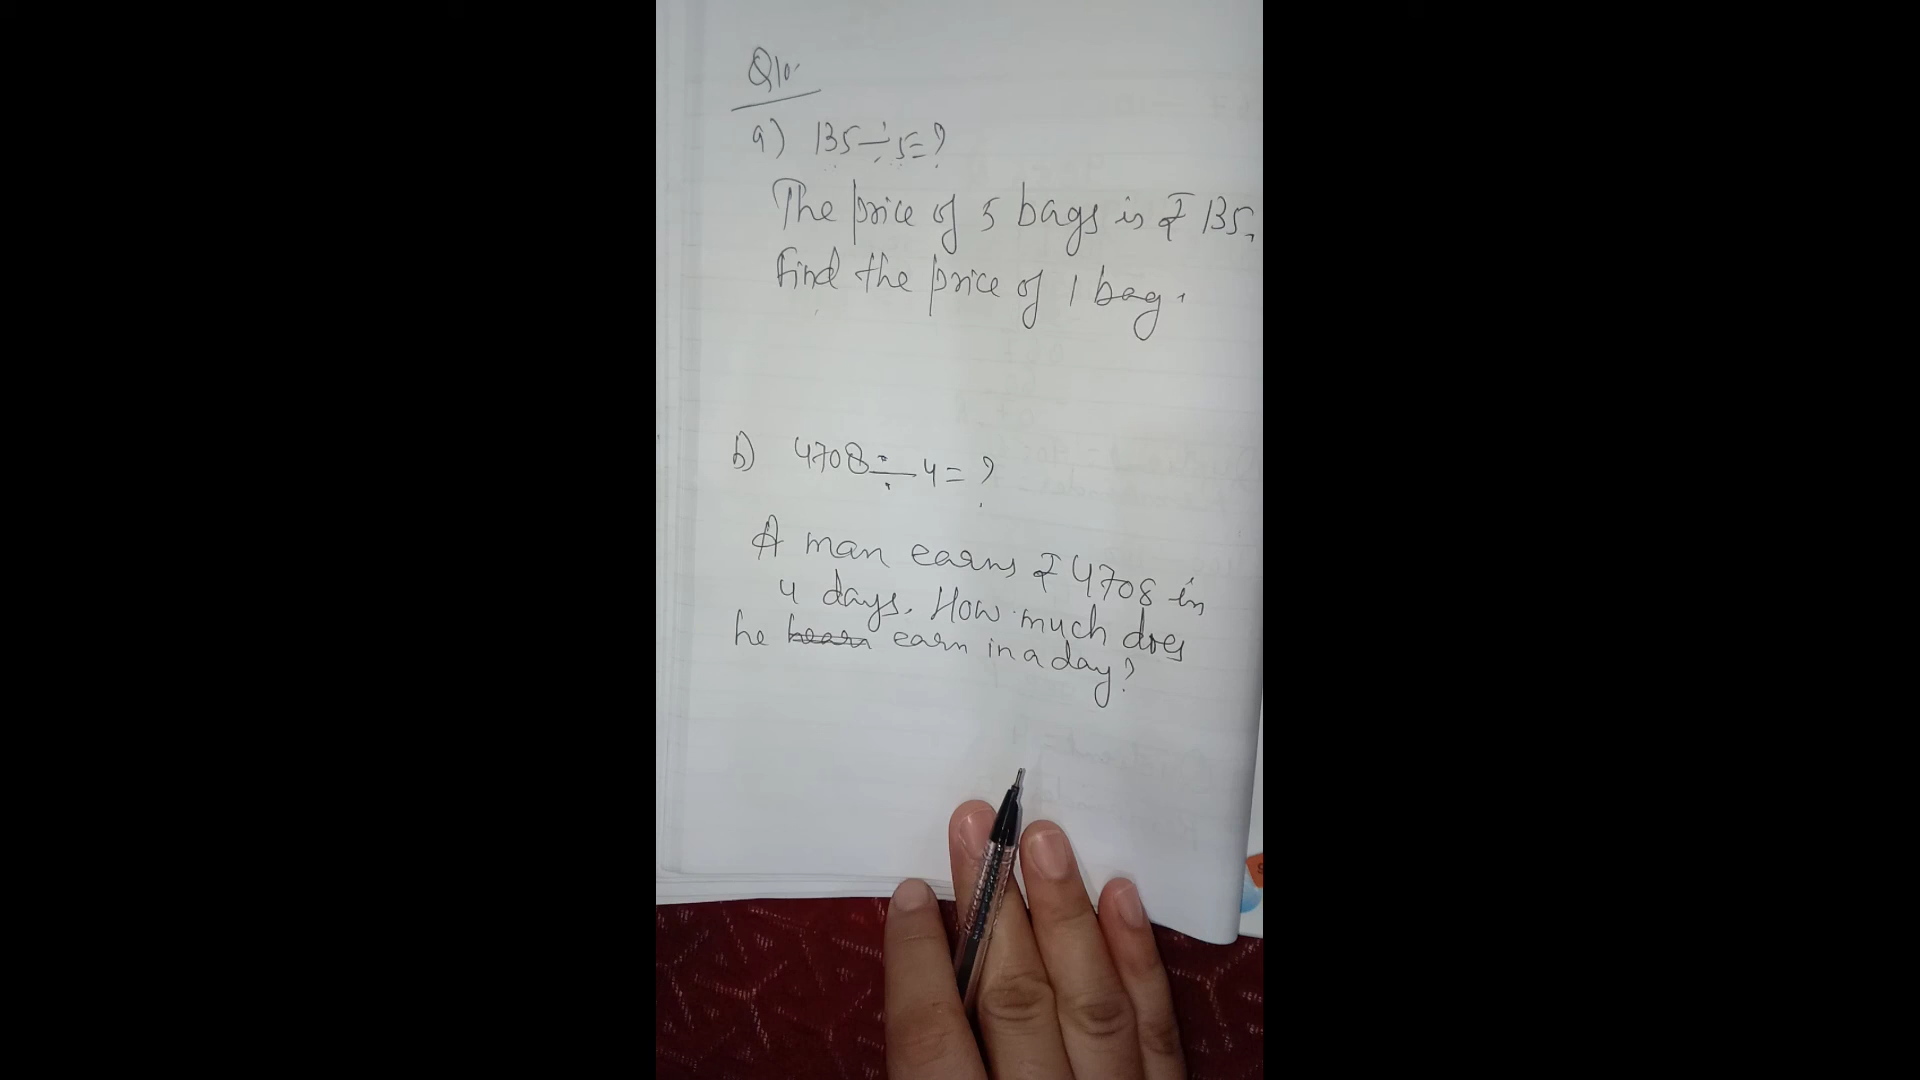 Q10.
a) 135÷5=?
The price of 5 bags is ₹ 135.
Find the price of 1 bag.
b) 4708÷4=?
A man earns ₹4708 in
4 days. How much does
he earn in a day?